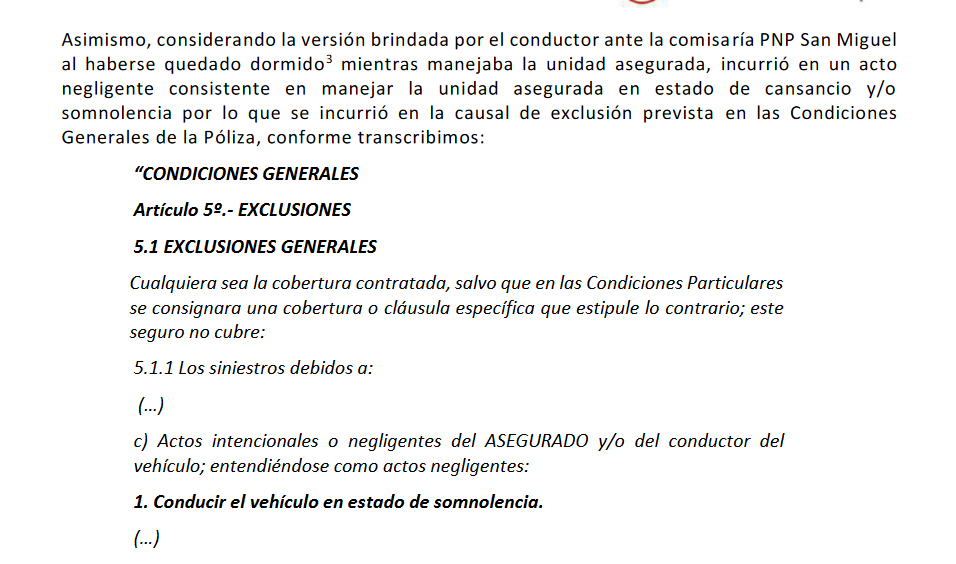 Asimismo, considerando la versión brindada por el conductor ante la comisaría PNP San Miguel
al haberse quedado dormido³ mientras manejaba la unidad asegurada, incurrió en un acto
negligente consistente en manejar la unidad asegurada en estado de cansancio y/o
somnolencia por lo que se incurrió en la causal de exclusión prevista en las Condiciones
Generales de la Póliza, conforme transcribimos:
“CONDICIONES GENERALES
Artículo 5º.- EXCLUSIONES
5.1 EXCLUSIONES GENERALES
Cualquiera sea la cobertura contratada, salvo que en las Condiciones Particulares
se consignara una cobertura o cláusula específica que estipule lo contrario; este
seguro no cubre:
5.1.1 Los siniestros debidos a:
(…)
c) Actos intencionales o negligentes del ASEGURADO y/o del conductor del
vehículo; entendiéndose como actos negligentes:
1. Conducir el vehículo en estado de somnolencia.
(…)